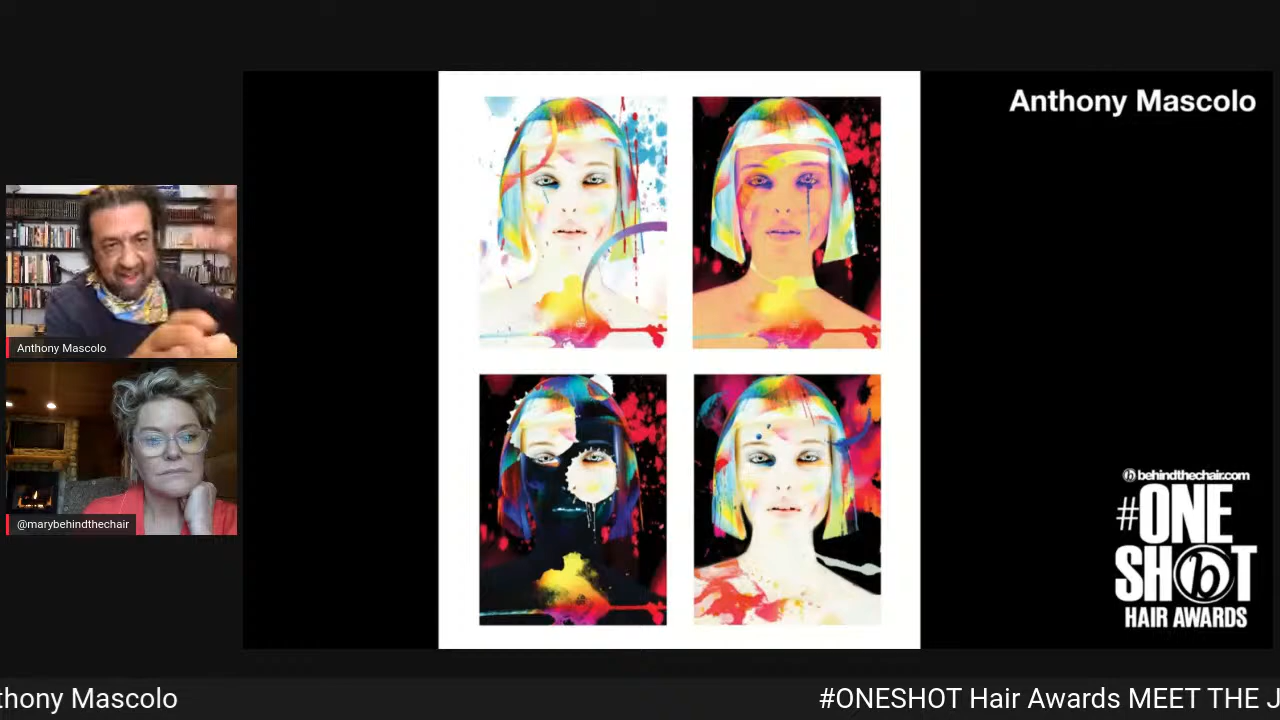 Anthony Mascolo
Anthony Mascolo
@marybehindthechair
behindthechair.com
#ONE
SHOT
HAIR AWARDS
thony Mascolo
#ONESHOT Hair Awards MEET THE J